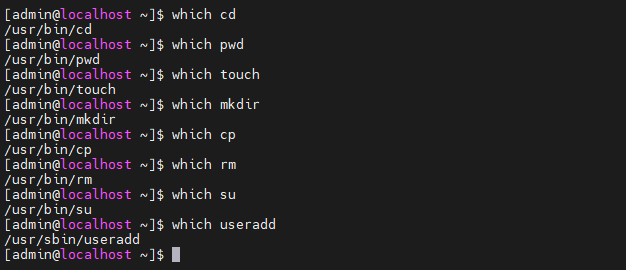 [admin@localhost ~]$ which cd
/usr/bin/cd
[admin@localhost ~]$ which pwd
/usr/bin/pwd
[admin@localhost ~]$ which touch
/usr/bin/touch
[admin@localhost ~]$ which mkdir
/usr/bin/mkdir
[admin@localhost ~]$ which cp
/usr/bin/cp
[admin@localhost ~]$ which rm
/usr/bin/rm
[admin@localhost ~]$ which su
/usr/bin/su
[admin@localhost ~]$ which useradd
/usr/sbin/useradd
[admin@localhost ~]$